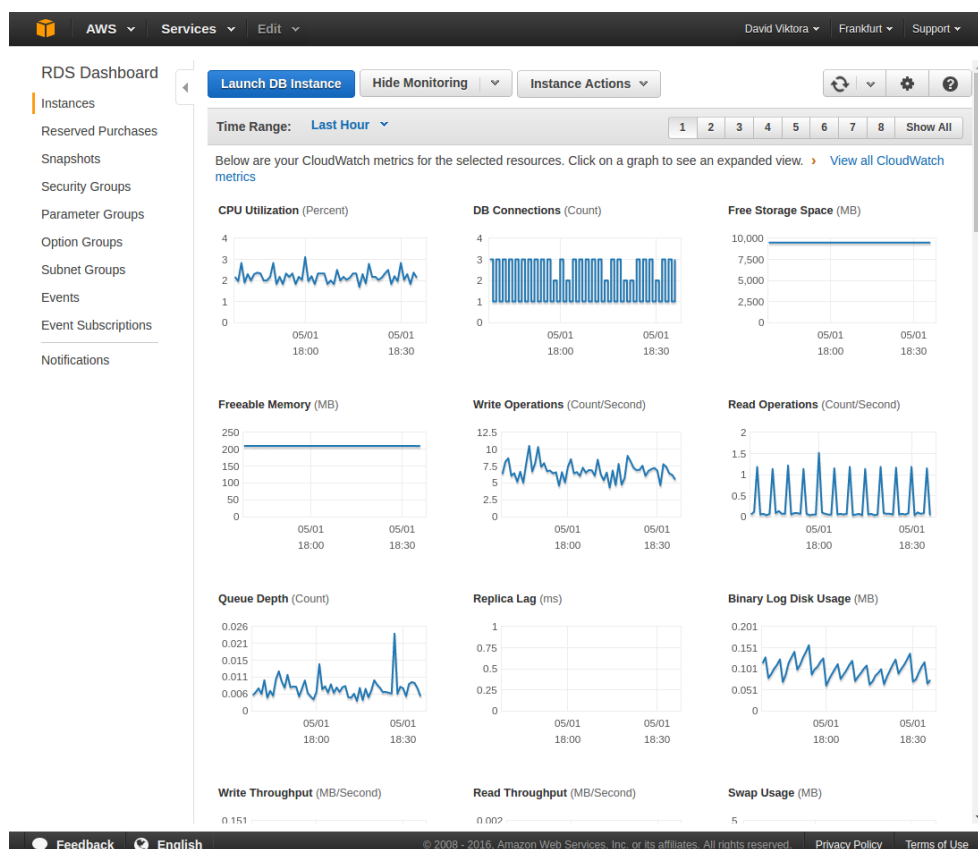 AWS Services Edit David Viktora Frankfurt Support
RDS Dashboard
Instances
Reserved Purchases
Snapshots
Security Groups
Parameter Groups
Option Groups
Subnet Groups
Events
Event Subscriptions
Notifications
Launch DB Instance Hide Monitoring Instance Actions
Time Range: Last Hour 1 2 3 4 5 6 7 8 Show All
Below are your CloudWatch metrics for the selected resources. Click on a graph to see an expanded view. › View all CloudWatch
metrics
CPU Utilization (Percent)
4
3
2
1
0
05/01 05/01
18:00 18:30
DB Connections (Count)
4
3
2
1
0
05/01 05/01
18:00 18:30
Free Storage Space (MB)
10,000
7,500
5,000
2,500
0
05/01 05/01
18:00 18:30
Freeable Memory (MB)
250
200
150
100
50
0
05/01 05/01
18:00 18:30
Write Operations (Count/Second)
12.5
10
7.5
5
2.5
0
05/01 05/01
18:00 18:30
Read Operations (Count/Second)
2
1.5
1
0.5
0
05/01 05/01
18:00 18:30
Queue Depth (Count)
0.026
0.021
0.015
0.011
0.006
0
05/01 05/01
18:00 18:30
Replica Lag (ms)
1
0.75
0.5
0.25
0
05/01 05/01
18:00 18:30
Binary Log Disk Usage (MB)
0.201
0.151
0.101
0.051
0
05/01 05/01
18:00 18:30
Write Throughput (MB/Second)
0.151
Read Throughput (MB/Second)
0.002
Swap Usage (MB)
5
Feedback English © 2008 - 2016, Amazon Web Services, Inc. or its affiliates. All rights reserved. Privacy Policy Terms of Use